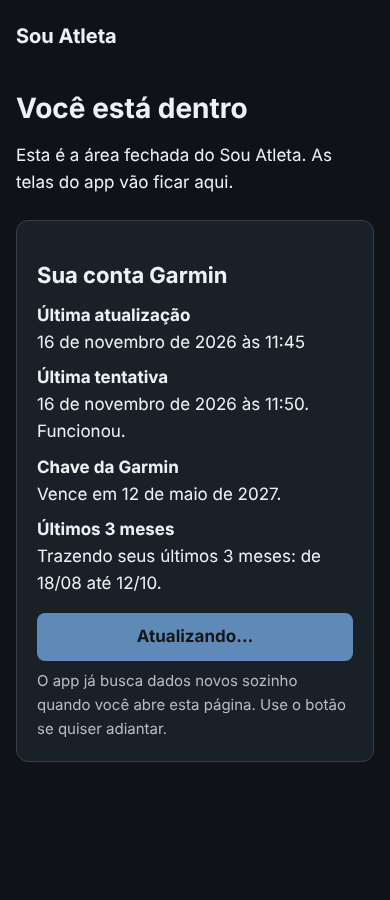 Sou Atleta
Você está dentro
Esta é a área fechada do Sou Atleta. As
telas do app vão ficar aqui.
Sua conta Garmin
Última atualização
16 de novembro de 2026 às 11:45
Última tentativa
16 de novembro de 2026 às 11:50.
Funcionou.
Chave da Garmin
Vence em 12 de maio de 2027.
Últimos 3 meses
Trazendo seus últimos 3 meses: de
18/08 até 12/10.
Atualizando...
O app já busca dados novos sozinho
quando você abre esta página. Use o botão
se quiser adiantar.